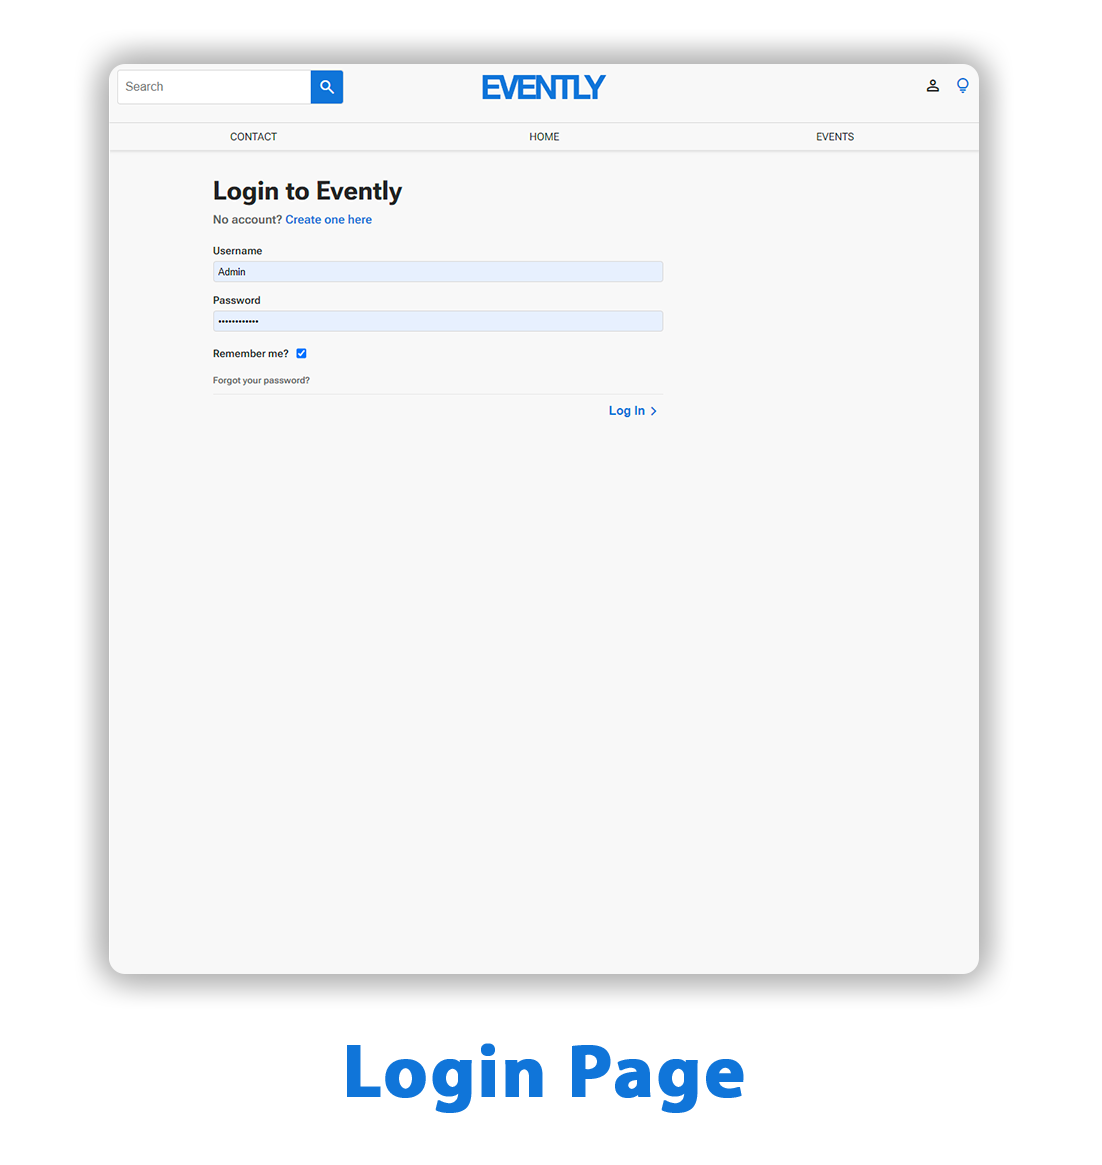 Search
EVENTLY
CONTACT HOME EVENTS
Login to Evently
No account? Create one here
Username
Admin
Password
••••••••••••
Remember me?
Forgot your password?
Log In
Login Page